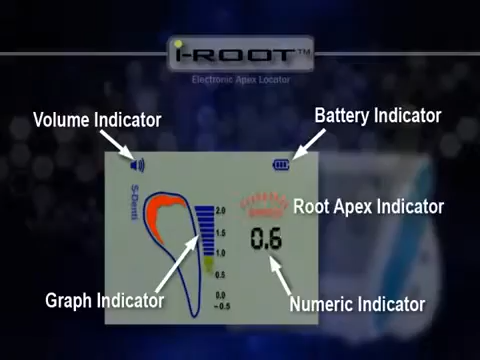 i-ROOT™
Electronic Apex Locator
Volume Indicator
Battery Indicator
S-Denti
2.0
1.5
1.0
0.5
0.0
-0.5
Root Apex Indicator
0.6
Graph Indicator
Numeric Indicator